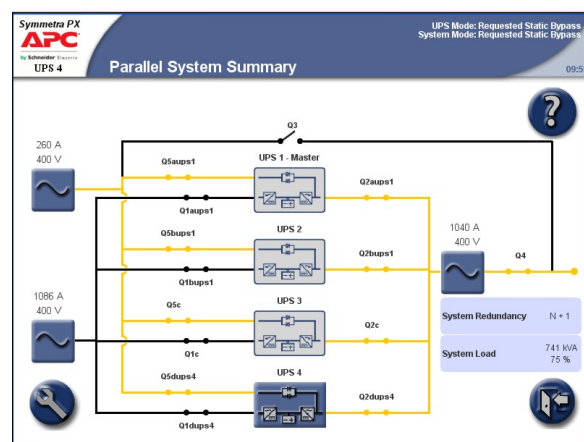 Symmetra PX
APC
by Schneider Electric
UPS 4
Parallel System Summary
UPS Mode: Requested Static Bypass
System Mode: Requested Static Bypass
09:5
Q3
260 A
400 V
Q5aups1
UPS 1 - Master
Q1aups1
Q2aups1
Q5bups1
UPS 2
Q1bups1
Q2bups1
1040 A
400 V
Q4
1086 A
400 V
Q5c
UPS 3
Q1c
Q2c
System Redundancy N + 1
System Load 741 kVA
75 %
Q5dups4
UPS 4
Q1dups4
Q2dups4
?